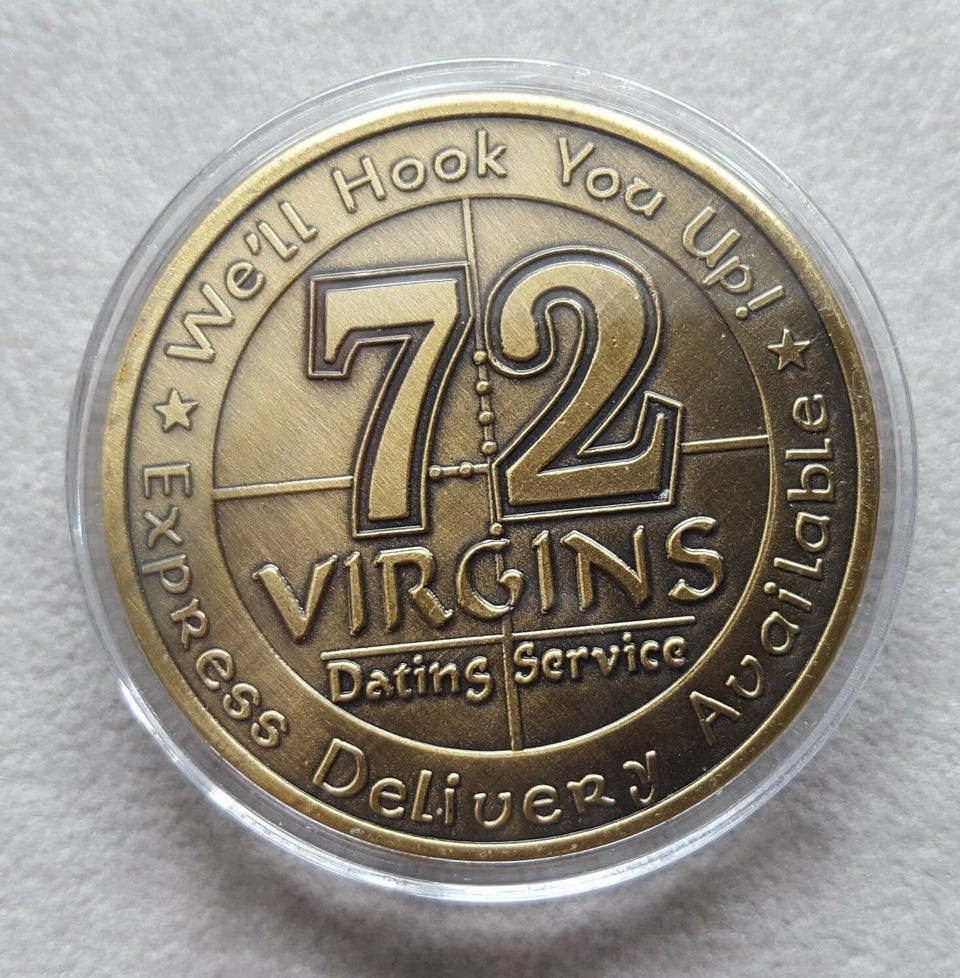 We'll Hook You Up!
72
VIRGINS
Dating Service
Express Delivery Available